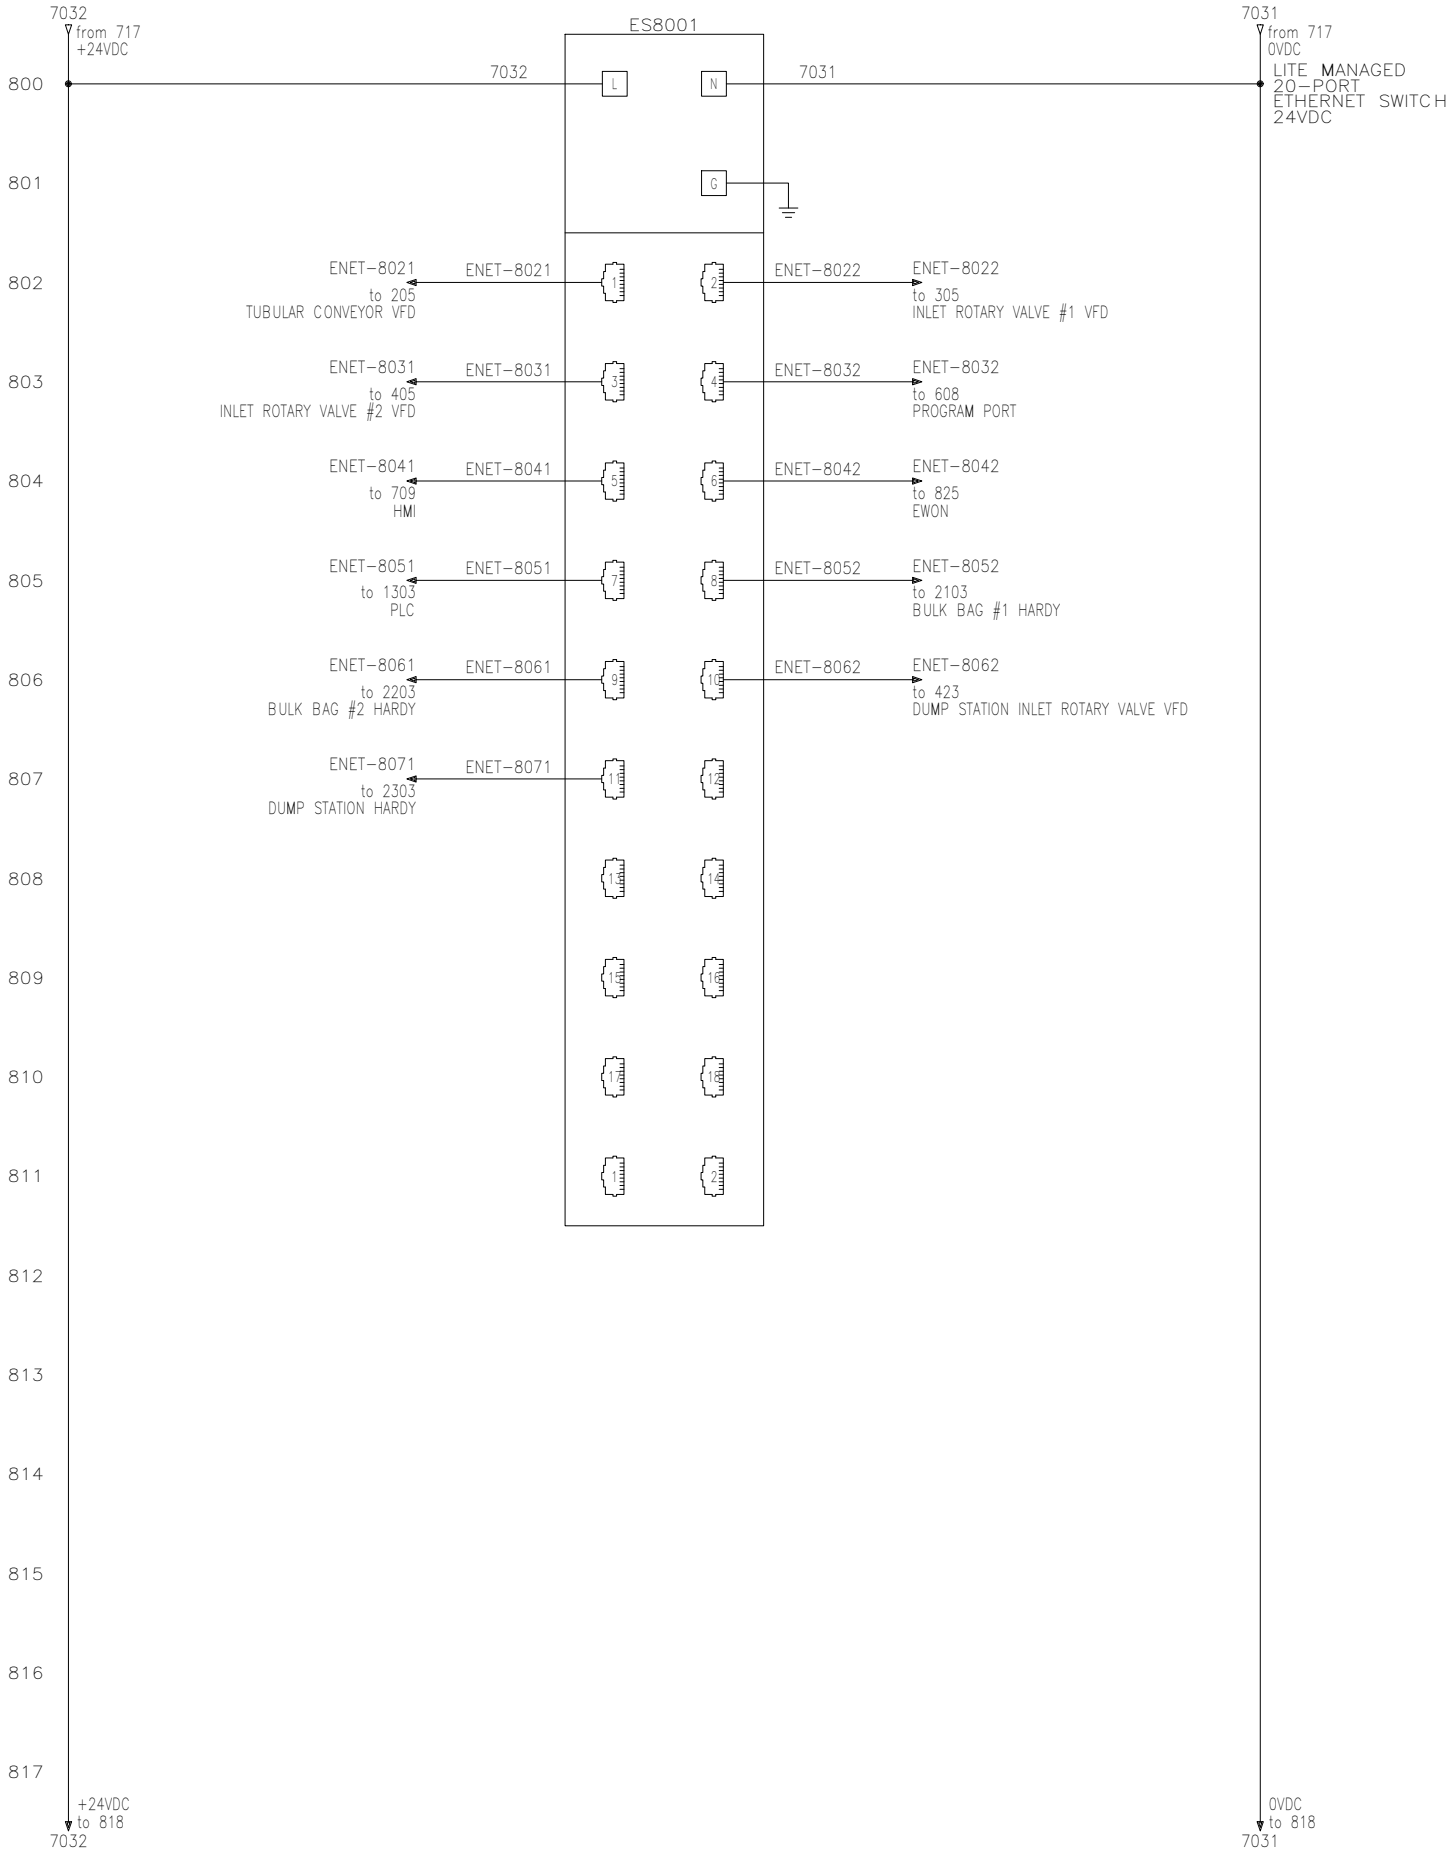 7032
from 717
+24VDC
ES8001
7031
from 717
0VDC
LITE MANAGED
20-PORT
ETHERNET SWITCH
24VDC
800
7032
L
N
7031
801
G
802
ENET-8021
to 205
TUBULAR CONVEYOR VFD
ENET-8021
1
2
ENET-8022
ENET-8022
to 305
INLET ROTARY VALVE #1 VFD
803
ENET-8031
to 405
INLET ROTARY VALVE #2 VFD
ENET-8031
3
4
ENET-8032
ENET-8032
to 608
PROGRAM PORT
804
ENET-8041
to 709
HMI
ENET-8041
5
6
ENET-8042
ENET-8042
to 825
EWON
805
ENET-8051
to 1303
PLC
ENET-8051
7
8
ENET-8052
ENET-8052
to 2103
BULK BAG #1 HARDY
806
ENET-8061
to 2203
BULK BAG #2 HARDY
ENET-8061
9
10
ENET-8062
ENET-8062
to 423
DUMP STATION INLET ROTARY VALVE VFD
807
ENET-8071
to 2303
DUMP STATION HARDY
ENET-8071
11
12
808
13
14
809
15
16
810
17
18
811
1
2
812
813
814
815
816
817
+24VDC
to 818
7032
0VDC
to 818
7031